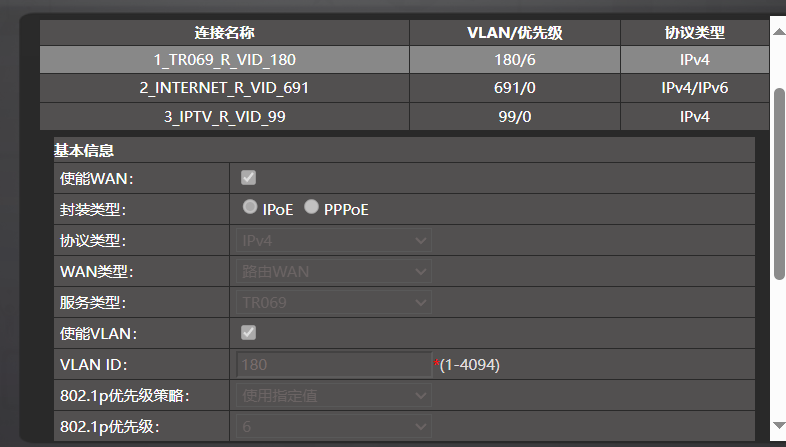 连接名称 VLAN/优先级 协议类型
1_TR069_R_VID_180 180/6 IPv4
2_INTERNET_R_VID_691 691/0 IPv4/IPv6
3_IPTV_R_VID_99 99/0 IPv4
基本信息
使能WAN:
封装类型: IPoE PPPoE
协议类型: IPv4
WAN类型: 路由WAN
服务类型: TR069
使能VLAN:
VLAN ID: 180 *(1-4094)
802.1p优先级策略: 使用指定值
802.1p优先级: 6